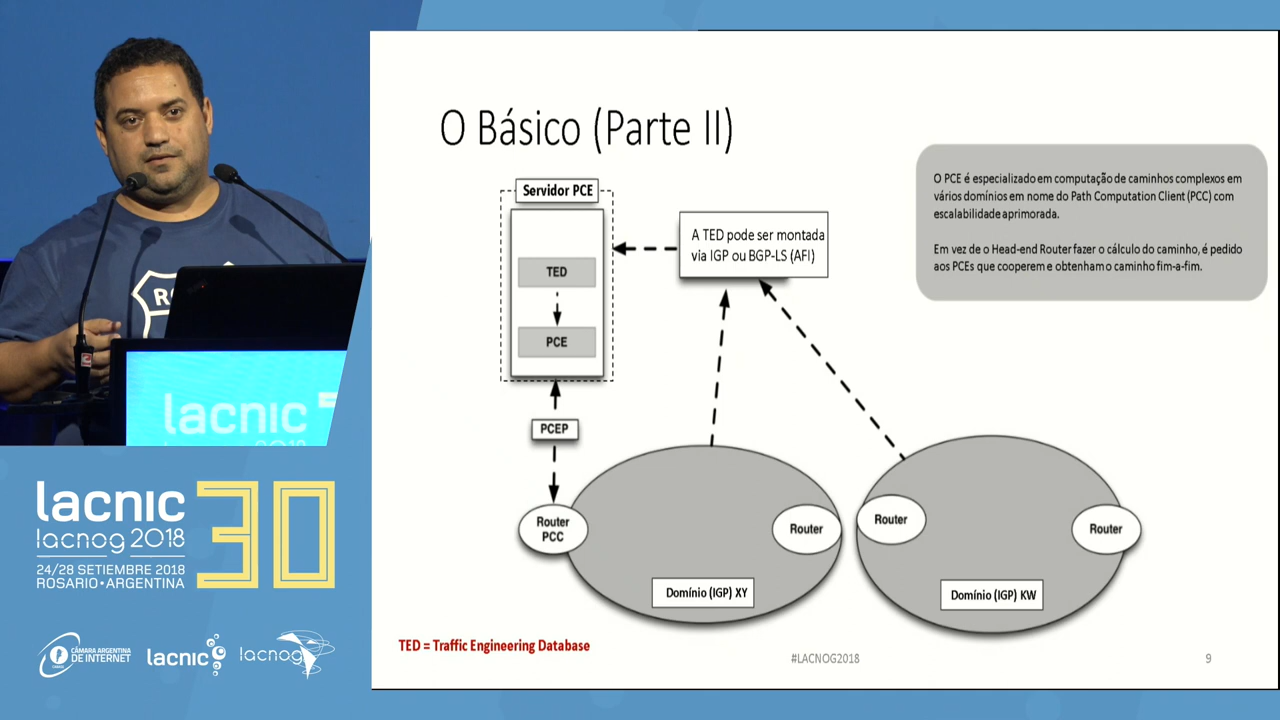 O Básico (Parte II)
Servidor PCE
TED
PCE
PCEP
A TED pode ser montada
via IGP ou BGP-LS (AFI)
O PCE é especializado em computação de caminhos complexos em
vários domínios em nome do Path Computation Client (PCC) com
escalabilidade aprimorada.
Em vez de o Head-end Router fazer o cálculo do caminho, é pedido
aos PCEs que cooperem e obtenham o caminho fim-a-fim.
Router
PCC
Router
Router
Router
Domínio (IGP) XY
Domínio (IGP) KW
TED = Traffic Engineering Database
#LACNOG2018
9
lacnic
lacnic 30
lacnog 2018
24/28 SETIEMBRE 2018
ROSARIO•ARGENTINA
CÁMARA ARGENTINA
DE INTERNET
lacnic
lacnog